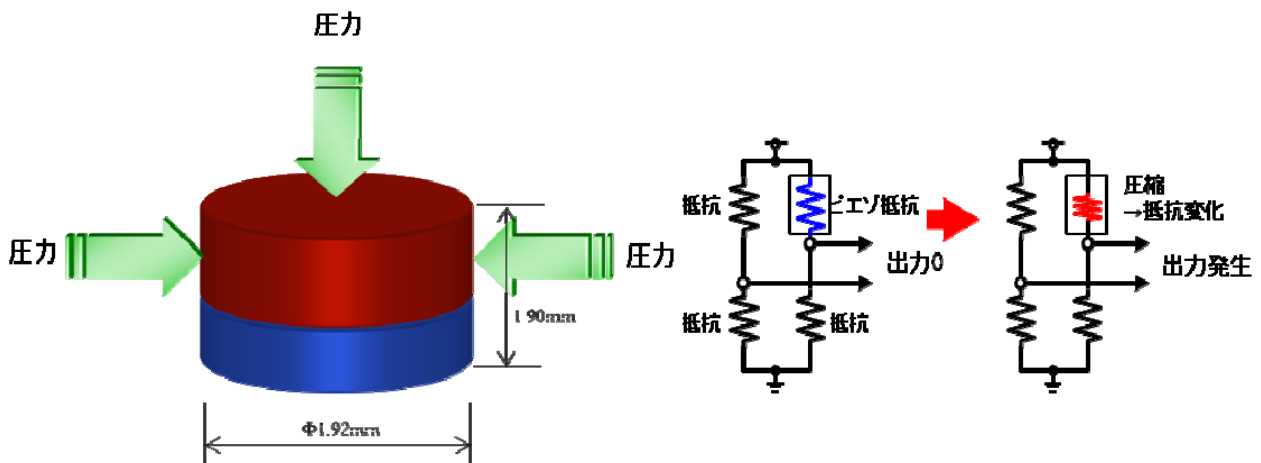 圧力
圧力
圧力
1.90mm
Φ1.92mm
抵抗
ピエゾ抵抗
出力0
抵抗
抵抗
圧縮
→抵抗変化
出力発生